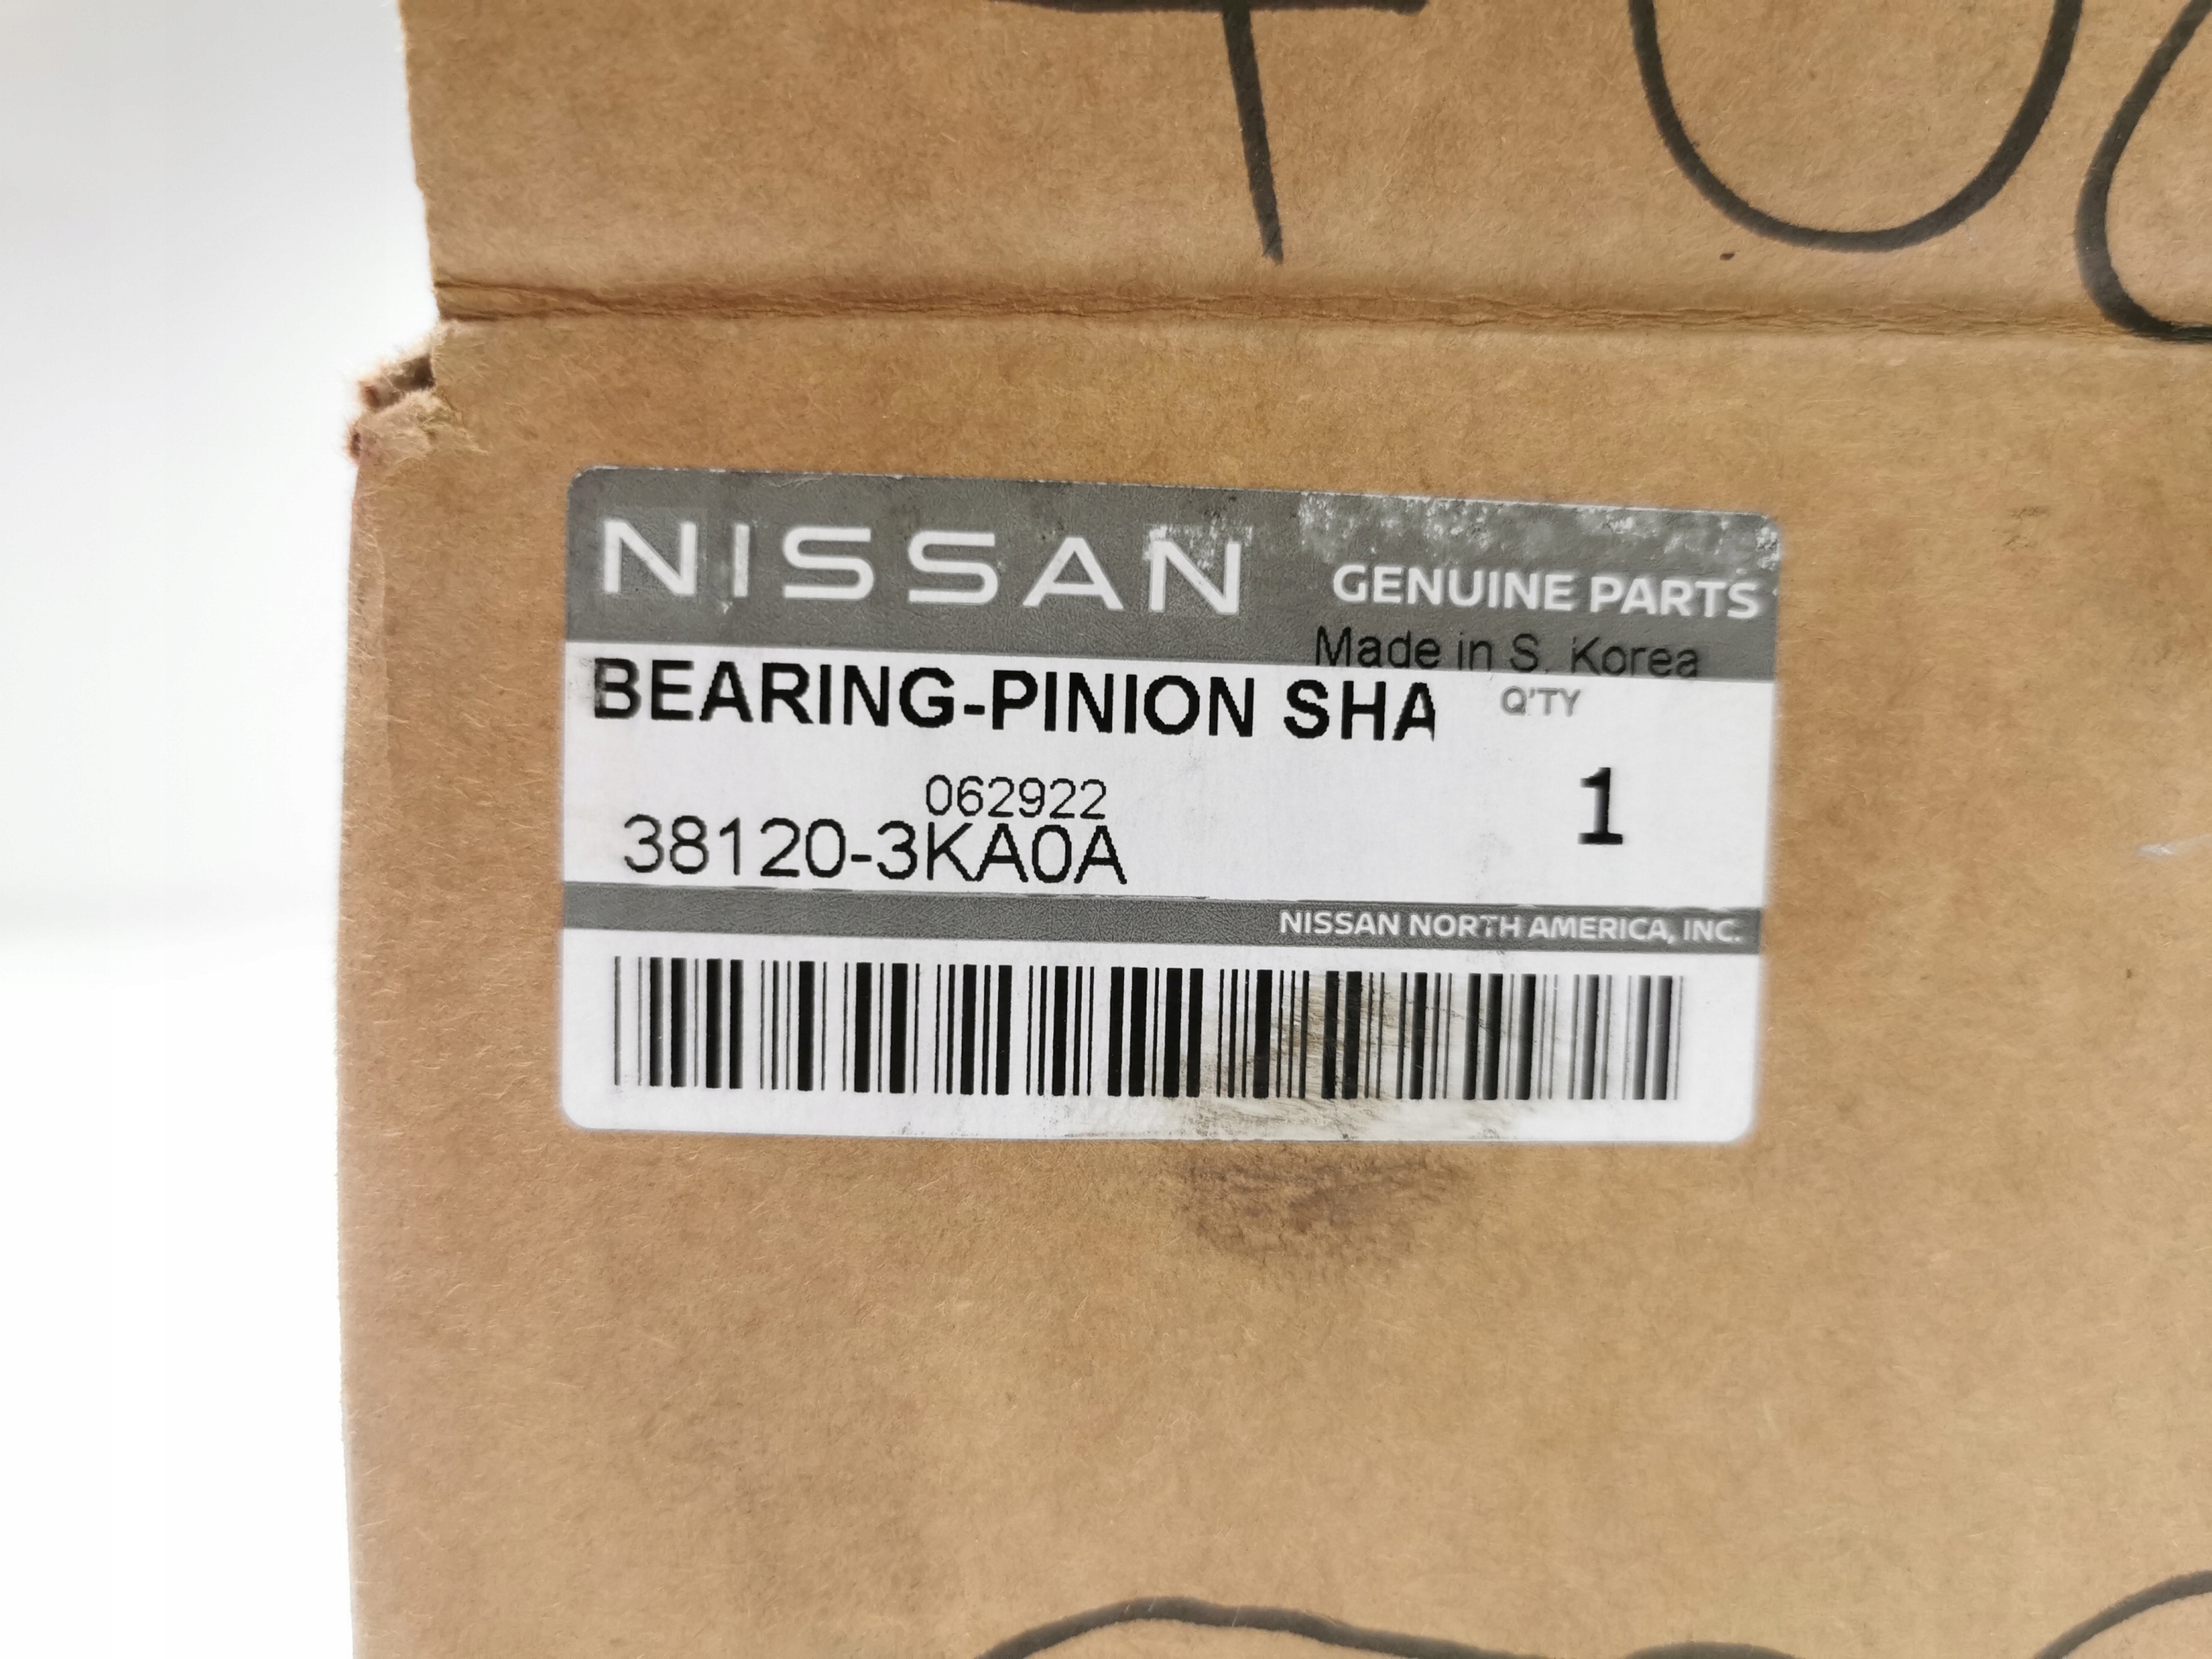 NISSAN GENUINE PARTS
Made in S. Korea
BEARING-PINION SHA Q'TY
062922
38120-3KA0A 1
NISSAN NORTH AMERICA, INC.